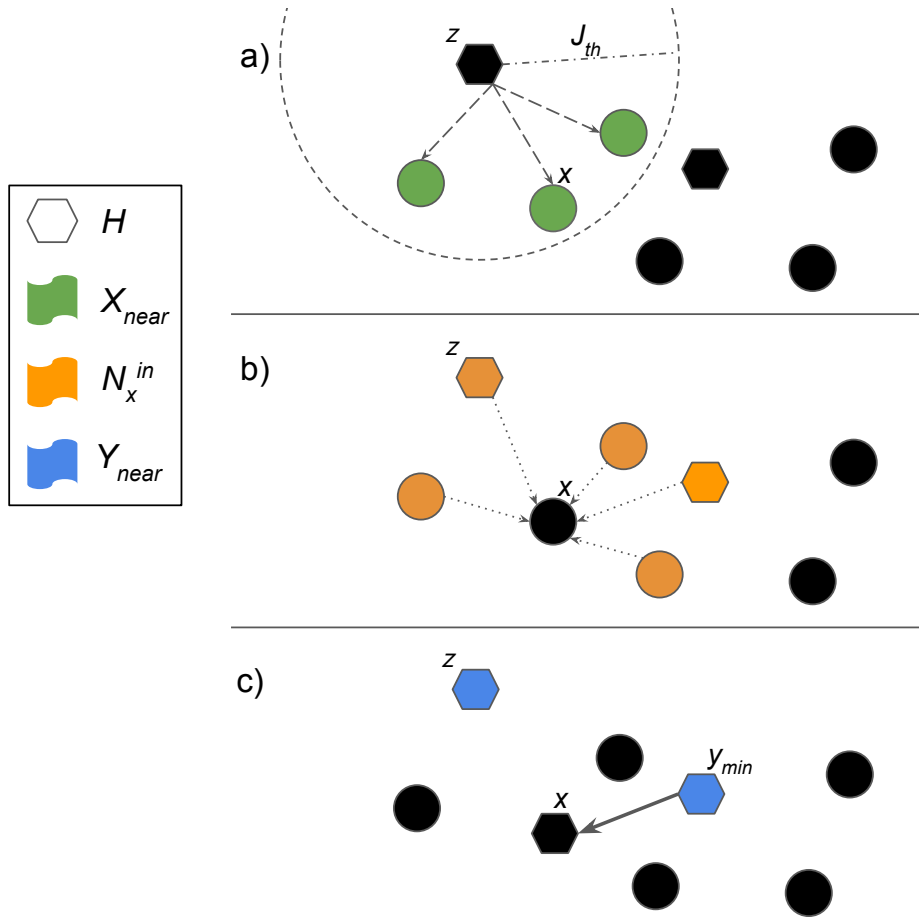 a)
z
J_th
x
H
X_near
N_x^in
Y_near
b)
z
x
c)
z
y_min
x